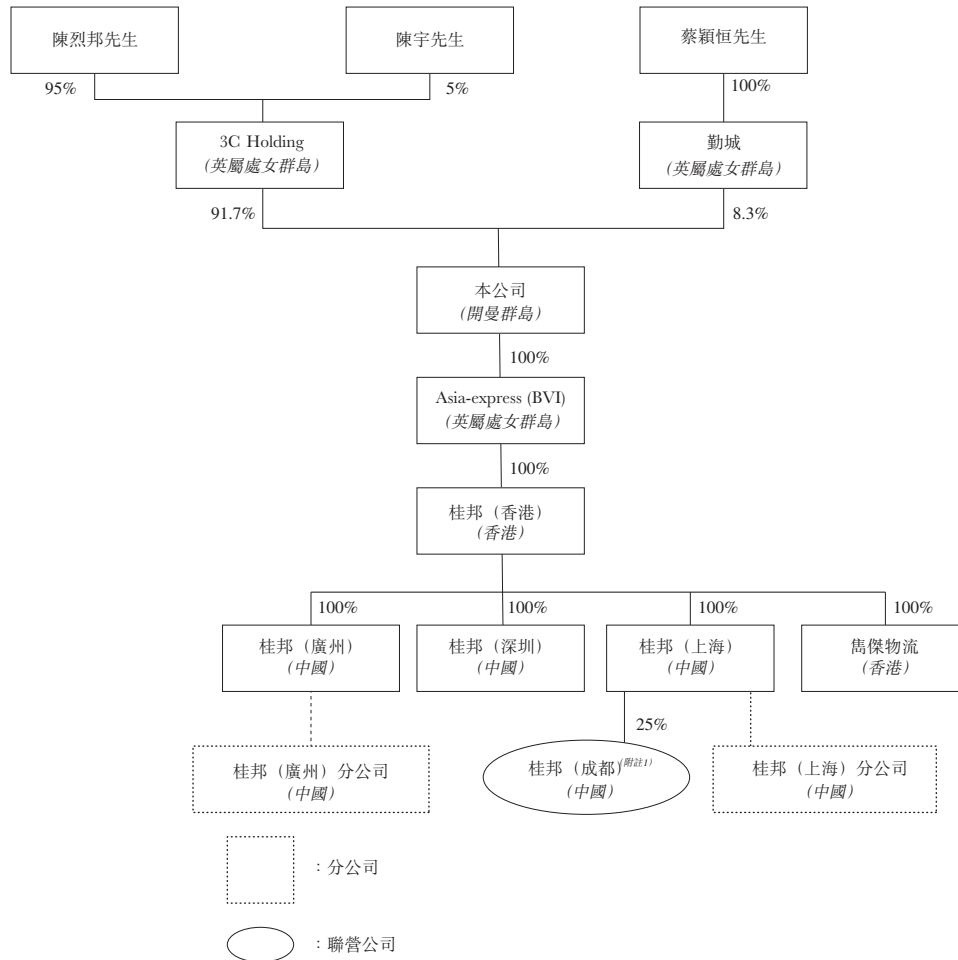 陳烈邦先生
陳宇先生
蔡穎恒先生
95%
5%
100%
3C Holding
(英屬處女群島)
勤城
(英屬處女群島)
91.7%
8.3%
本公司
(開曼群島)
100%
Asia-express (BVI)
(英屬處女群島)
100%
桂邦(香港)
(香港)
100%
100%
100%
100%
桂邦(廣州)
(中國)
桂邦(深圳)
(中國)
桂邦(上海)
(中國)
雋傑物流
(香港)
25%
桂邦(廣州)分公司
(中國)
桂邦(成都)(附註1)
(中國)
桂邦(上海)分公司
(中國)
:分公司
:聯營公司